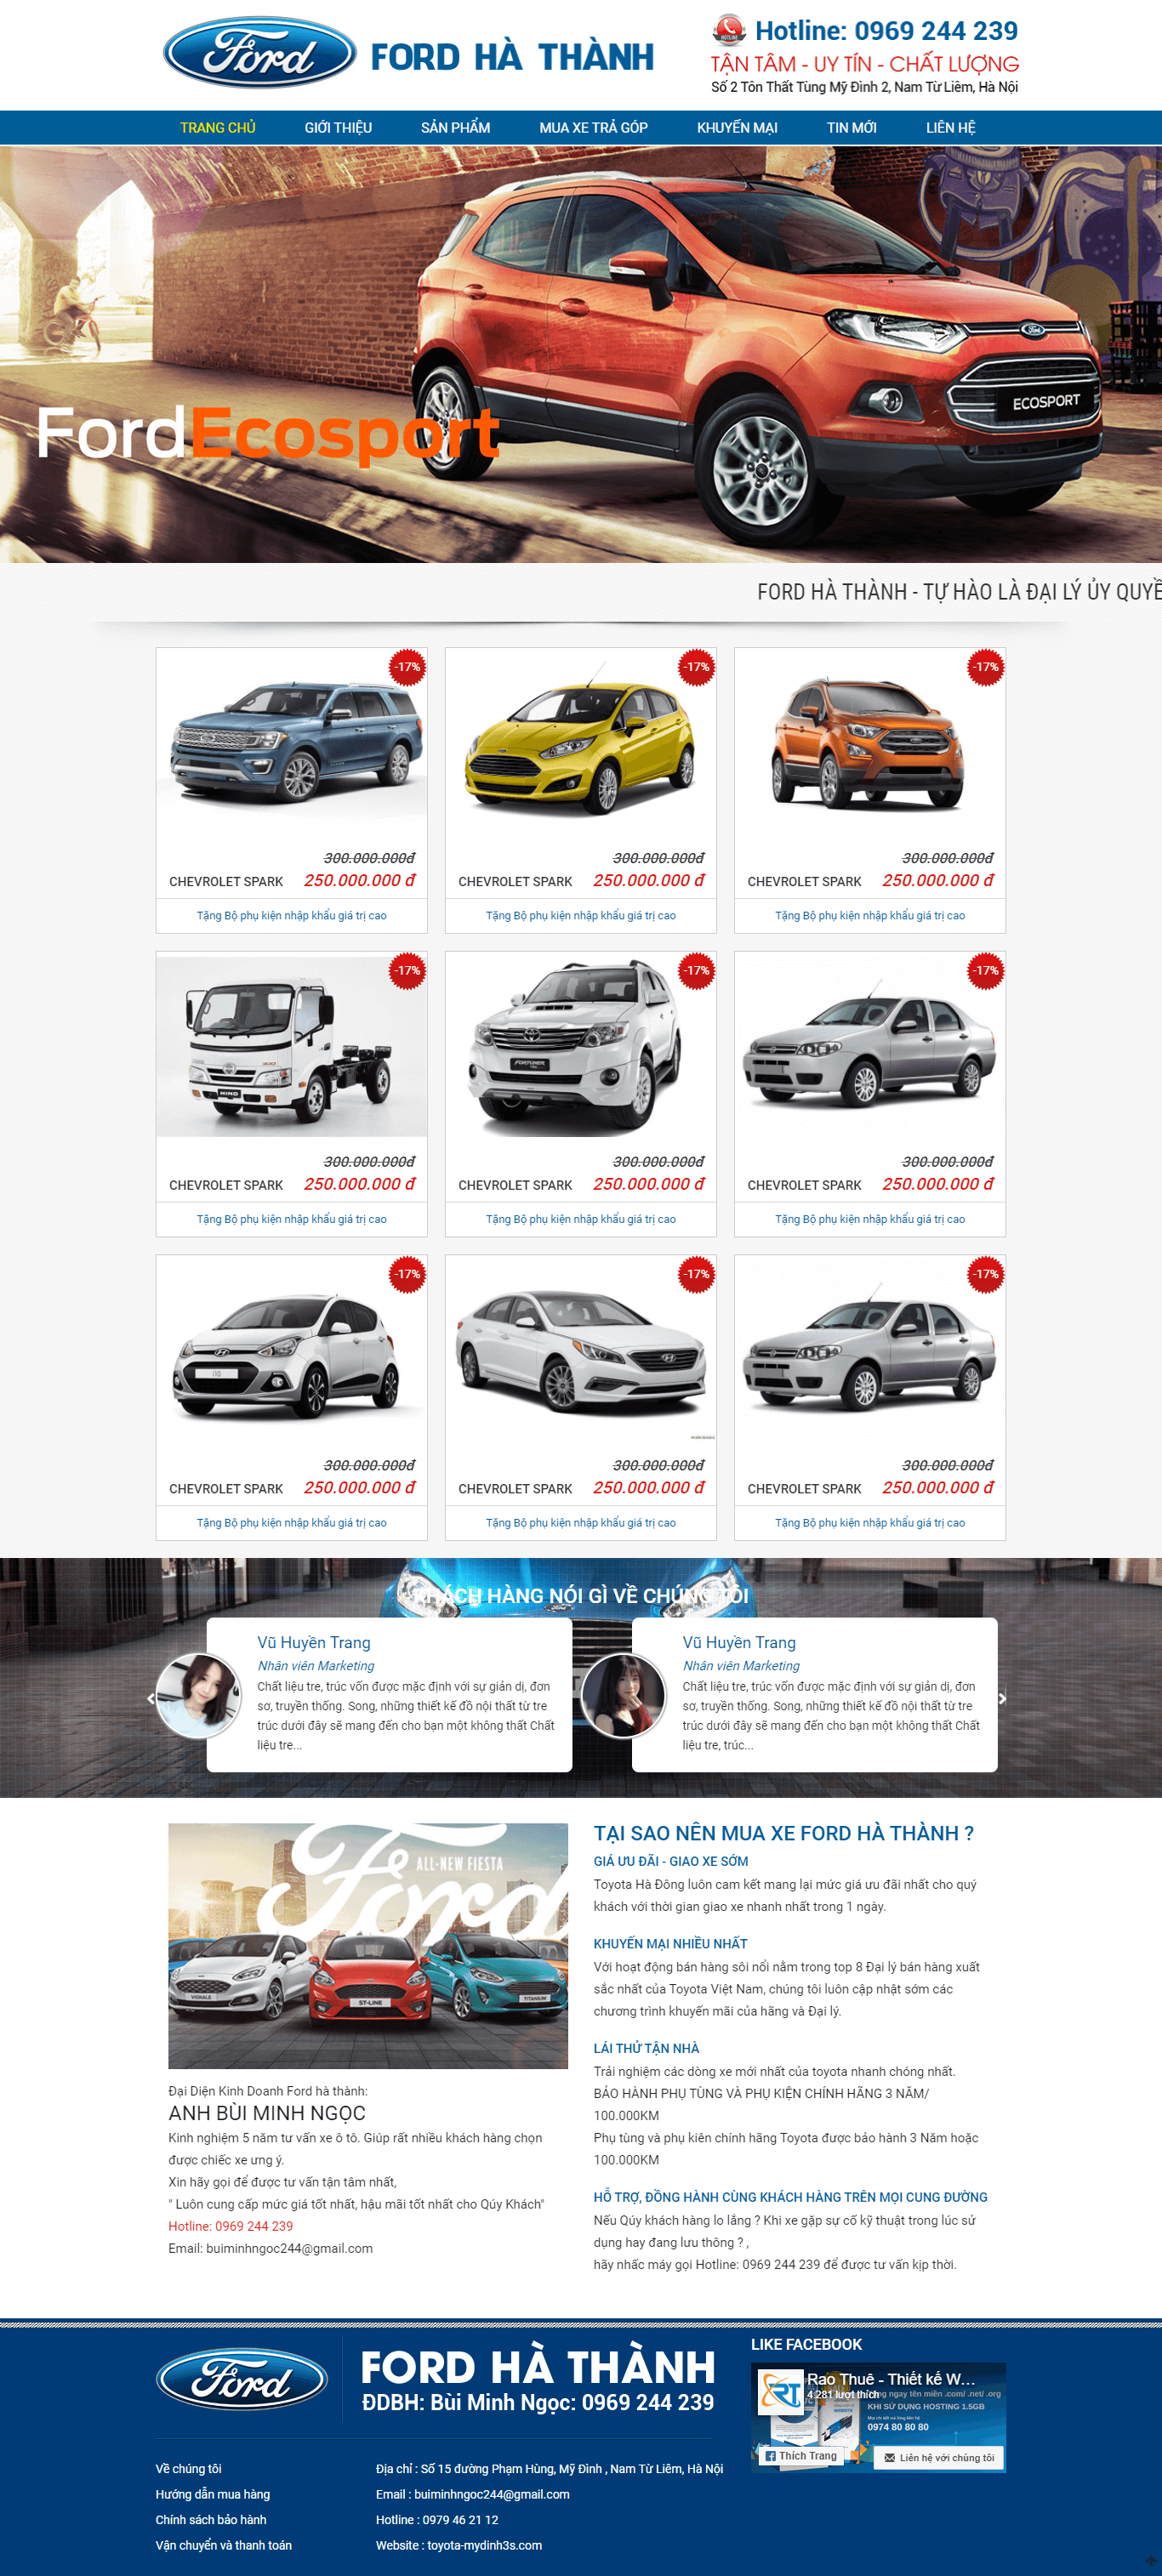 Ford
FORD HÀ THÀNH
HOTLINE
Hotline: 0969 244 239
TẬN TÂM - UY TÍN - CHẤT LƯỢNG
Số 2 Tôn Thất Tùng Mỹ Đình 2, Nam Từ Liêm, Hà Nội
TRANG CHỦ GIỚI THIỆU SẢN PHẨM MUA XE TRẢ GÓP KHUYẾN MẠI TIN MỚI LIÊN HỆ
Ford
ECOSPORT
FordEcosport
FORD HÀ THÀNH - TỰ HÀO LÀ ĐẠI LÝ ỦY QUYỀ
-17% -17% -17%
300.000.000đ 300.000.000đ 300.000.000đ
CHEVROLET SPARK 250.000.000 đ CHEVROLET SPARK 250.000.000 đ CHEVROLET SPARK 250.000.000 đ
Tặng Bộ phụ kiện nhập khẩu giá trị cao Tặng Bộ phụ kiện nhập khẩu giá trị cao Tặng Bộ phụ kiện nhập khẩu giá trị cao
-17% -17% -17%
HINO FORTUNER
300.000.000đ 300.000.000đ 300.000.000đ
CHEVROLET SPARK 250.000.000 đ CHEVROLET SPARK 250.000.000 đ CHEVROLET SPARK 250.000.000 đ
Tặng Bộ phụ kiện nhập khẩu giá trị cao Tặng Bộ phụ kiện nhập khẩu giá trị cao Tặng Bộ phụ kiện nhập khẩu giá trị cao
-17% -17% -17%
i10
300.000.000đ 300.000.000đ 300.000.000đ
CHEVROLET SPARK 250.000.000 đ CHEVROLET SPARK 250.000.000 đ CHEVROLET SPARK 250.000.000 đ
Tặng Bộ phụ kiện nhập khẩu giá trị cao Tặng Bộ phụ kiện nhập khẩu giá trị cao Tặng Bộ phụ kiện nhập khẩu giá trị cao
KHÁCH HÀNG NÓI GÌ VỀ CHÚNG TÔI
Vũ Huyền Trang
Nhân viên Marketing
Chất liệu tre, trúc vốn được mặc định với sự giản dị, đơn
sơ, truyền thống. Song, những thiết kế đồ nội thất từ tre
trúc dưới đây sẽ mang đến cho bạn một không thất Chất
liệu tre...
Vũ Huyền Trang
Nhân viên Marketing
Chất liệu tre, trúc vốn được mặc định với sự giản dị, đơn
sơ, truyền thống. Song, những thiết kế đồ nội thất từ tre
trúc dưới đây sẽ mang đến cho bạn một không thất Chất
liệu tre, trúc...
ALL-NEW FIESTA
Ford
VIGNALE ST-LINE TITANIUM
Đại Diện Kinh Doanh Ford hà thành:
ANH BÙI MINH NGỌC
Kinh nghiệm 5 năm tư vấn xe ô tô. Giúp rất nhiều khách hàng chọn
được chiếc xe ưng ý.
Xin hãy gọi để được tư vấn tận tâm nhất,
" Luôn cung cấp mức giá tốt nhất, hậu mãi tốt nhất cho Qúy Khách"
Hotline: 0969 244 239
Email: buiminhngoc244@gmail.com
TẠI SAO NÊN MUA XE FORD HÀ THÀNH ?
GIÁ ƯU ĐÃI - GIAO XE SỚM
Toyota Hà Đông luôn cam kết mang lại mức giá ưu đãi nhất cho quý
khách với thời gian giao xe nhanh nhất trong 1 ngày.
KHUYẾN MẠI NHIỀU NHẤT
Với hoạt động bán hàng sôi nổi nằm trong top 8 Đại lý bán hàng xuất
sắc nhất của Toyota Việt Nam, chúng tôi luôn cập nhật sớm các
chương trình khuyến mãi của hãng và Đại lý.
LÁI THỬ TẬN NHÀ
Trải nghiệm các dòng xe mới nhất của toyota nhanh chóng nhất.
BẢO HÀNH PHỤ TÙNG VÀ PHỤ KIỆN CHÍNH HÃNG 3 NĂM/
100.000KM
Phụ tùng và phụ kiên chính hãng Toyota được bảo hành 3 Năm hoặc
100.000KM
HỖ TRỢ, ĐỒNG HÀNH CÙNG KHÁCH HÀNG TRÊN MỌI CUNG ĐƯỜNG
Nếu Qúy khách hàng lo lắng ? Khi xe gặp sự cố kỹ thuật trong lúc sử
dụng hay đang lưu thông ? ,
hãy nhấc máy gọi Hotline: 0969 244 239 để được tư vấn kịp thời.
Ford
FORD HÀ THÀNH
ĐDBH: Bùi Minh Ngọc: 0969 244 239
Về chúng tôi
Hướng dẫn mua hàng
Chính sách bảo hành
Vận chuyển và thanh toán
Địa chỉ : Số 15 đường Phạm Hùng, Mỹ Đình , Nam Từ Liêm, Hà Nội
Email : buiminhngoc244@gmail.com
Hotline : 0979 46 21 12
Website : toyota-mydinh3s.com
LIKE FACEBOOK
RT
Rao Thuê - Thiết kế W...
4.281 lượt thích
ngay tên miền .com/ .net/ .org
KHI SỬ DỤNG HOSTING 1.5GB
0974 80 80 80
Thích Trang
Liên hệ với chúng tôi